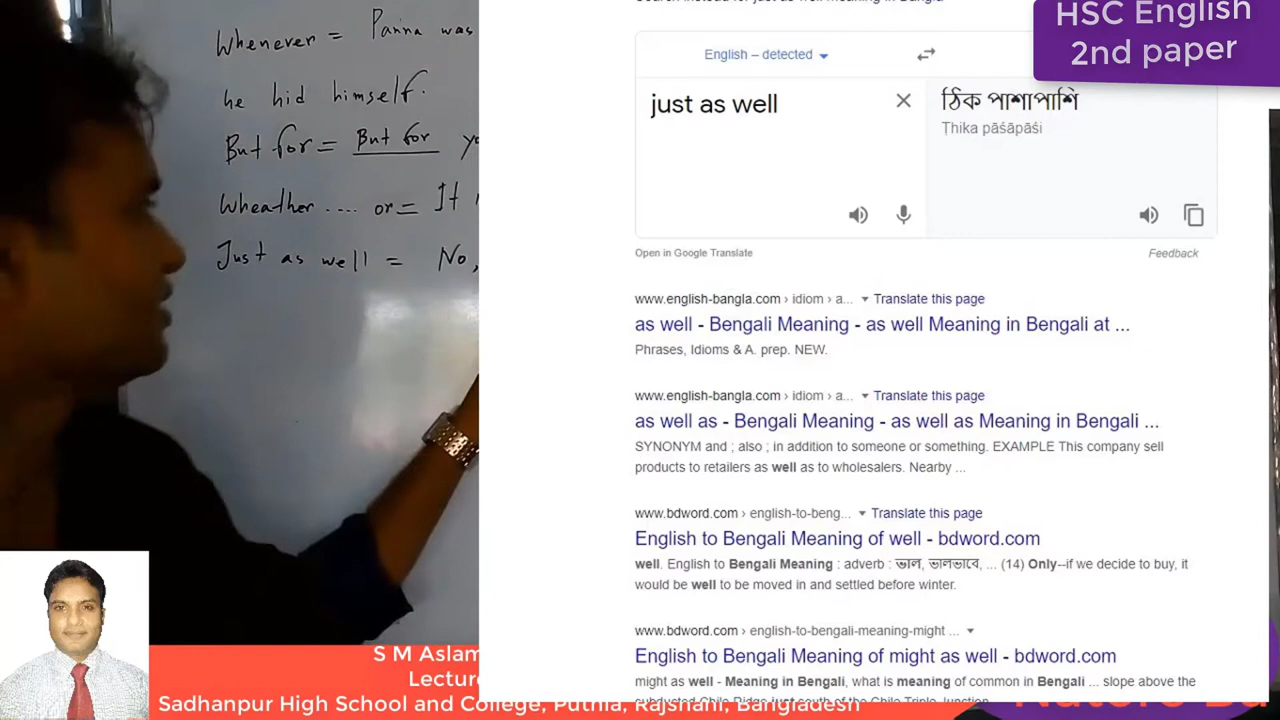 Whenever = Panna was
he hid himself.
But for = But for
Wheather .... or = It
Just as well = No,
HSC English
2nd paper
English – detected
just as well
ঠিক পাশাপাশি
Ṭhika pāśāpāśi
Open in Google Translate
Feedback
www.english-bangla.com › idiom › a... Translate this page
as well - Bengali Meaning - as well Meaning in Bengali at ...
Phrases, Idioms & A. prep. NEW.
www.english-bangla.com › idiom › a... Translate this page
as well as - Bengali Meaning - as well as Meaning in Bengali ...
SYNONYM and ; also ; in addition to someone or something. EXAMPLE This company sell
products to retailers as well as to wholesalers. Nearby ...
www.bdword.com › english-to-beng... Translate this page
English to Bengali Meaning of well - bdword.com
well. English to Bengali Meaning : adverb : ভাল, ভালভাবে, ... (14) Only--if we decide to buy, it
would be well to be moved in and settled before winter.
www.bdword.com › english-to-bengali-meaning-might ...
English to Bengali Meaning of might as well - bdword.com
might as well - Meaning in Bengali, what is meaning of common in Bengali ... slope above the
S M Aslam
Lecture
Sadhanpur High School and College, Puthia, Rajshahi, Bangladesh